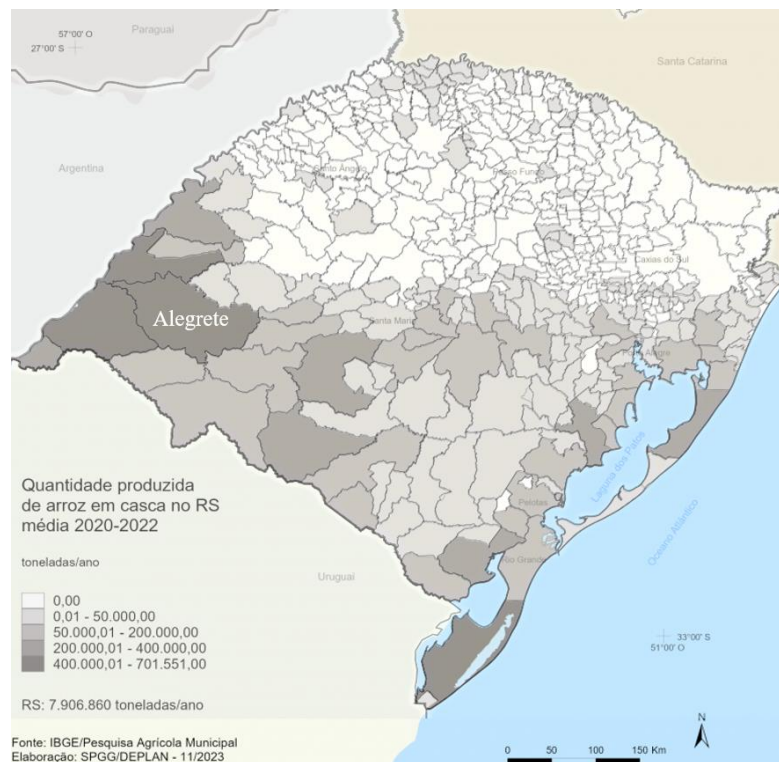 57°00' O
Paraguai
27°00' S
Santa Catarina
Argentina
Santo Ângelo
Passo Fundo
Caxias do Sul
Alegrete
Santa Maria
Porto Alegre
Laguna dos Patos
Pelotas
Rio Grande
Oceano Atlântico
Uruguai
Quantidade produzida
de arroz em casca no RS
média 2020-2022
toneladas/ano
0,00
0,01 - 50.000,00
50.000,01 - 200.000,00
200.000,01 - 400.000,00
400.000,01 - 701.551,00
RS: 7.906.860 toneladas/ano
33°00' S
51°00' O
N
Fonte: IBGE/Pesquisa Agrícola Municipal
Elaboração: SPGG/DEPLAN - 11/2023
0 50 100 150 Km